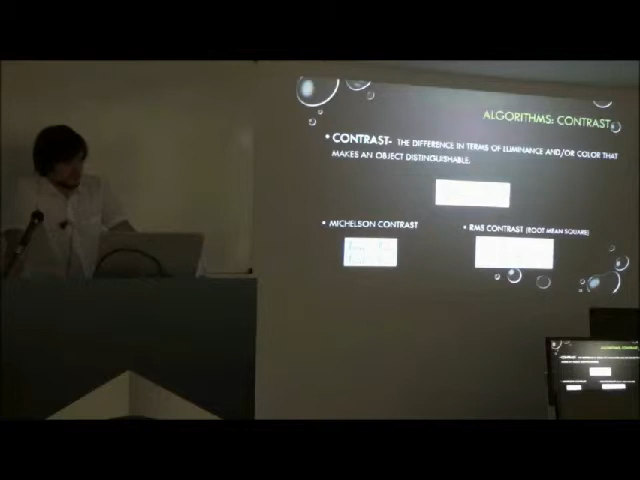 ALGORITHMS: CONTRAST
• CONTRAST- THE DIFFERENCE IN TERMS OF LUMINANCE AND/OR COLOR THAT
MAKES AN OBJECT DISTINGUISHABLE.
• MICHELSON CONTRAST
• RMS CONTRAST (ROOT MEAN SQUARE)